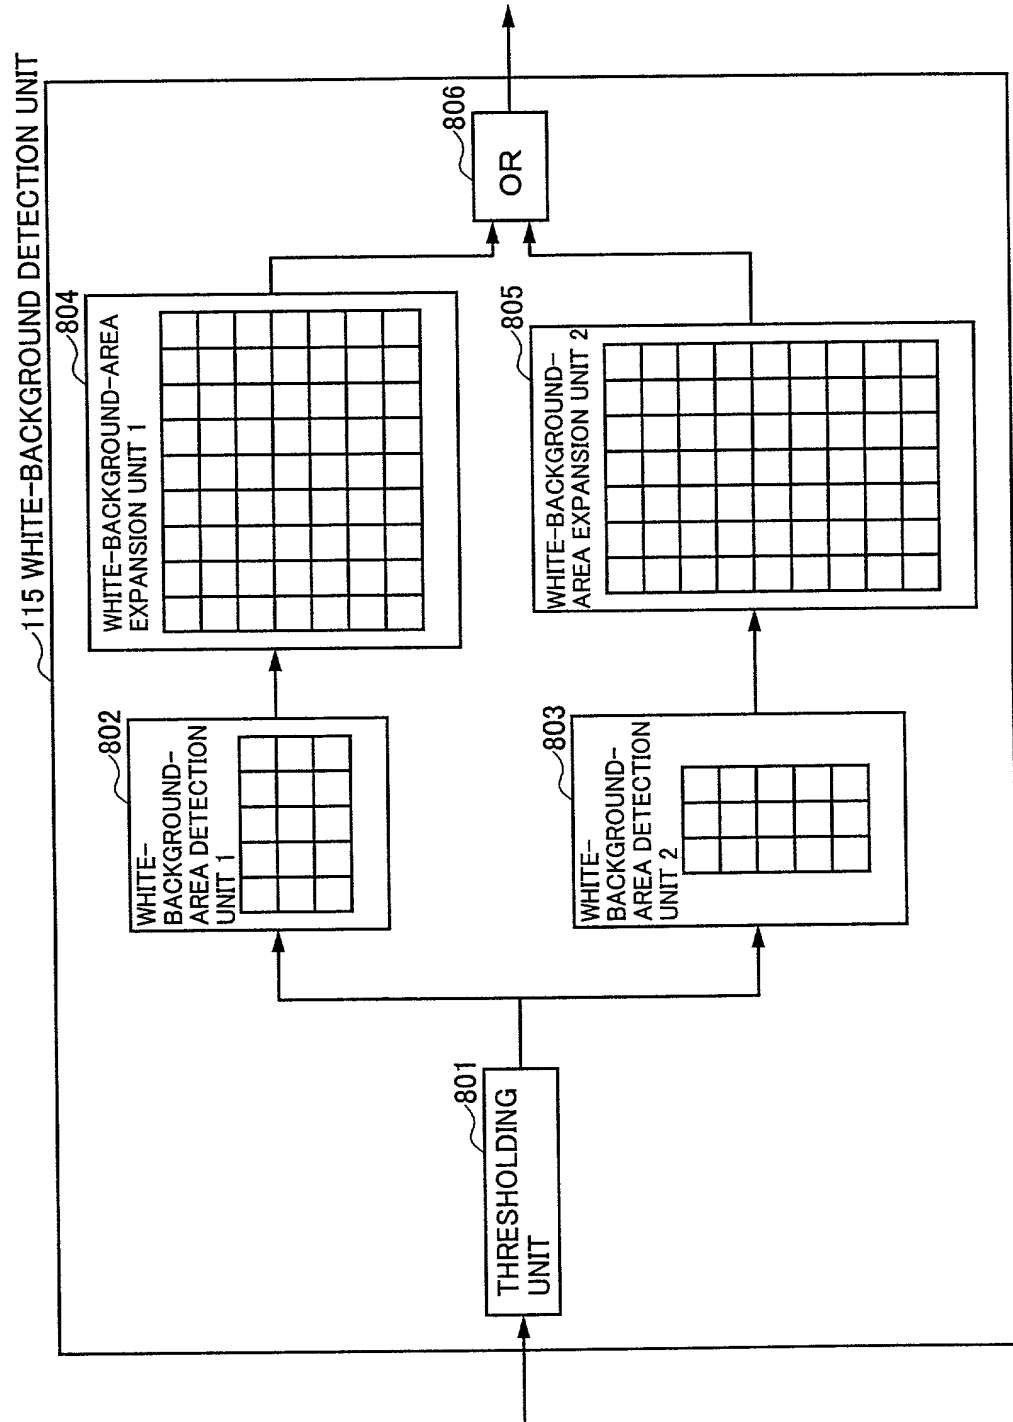 115 WHITE-BACKGROUND DETECTION UNIT
801
THRESHOLDING
UNIT
802
WHITE-
BACKGROUND-
AREA DETECTION
UNIT 1
803
WHITE-
BACKGROUND-
AREA DETECTION
UNIT 2
804
WHITE-BACKGROUND-AREA
EXPANSION UNIT 1
805
WHITE-BACKGROUND-
AREA EXPANSION UNIT 2
806
OR